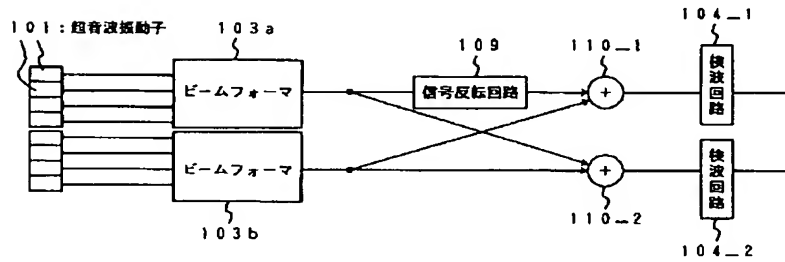 101:超音波振動子
103a
ビームフォーマ
109
信号反転回路
110_1
+
104_1
検波回路
ビームフォーマ
103b
+
110_2
検波回路
104_2